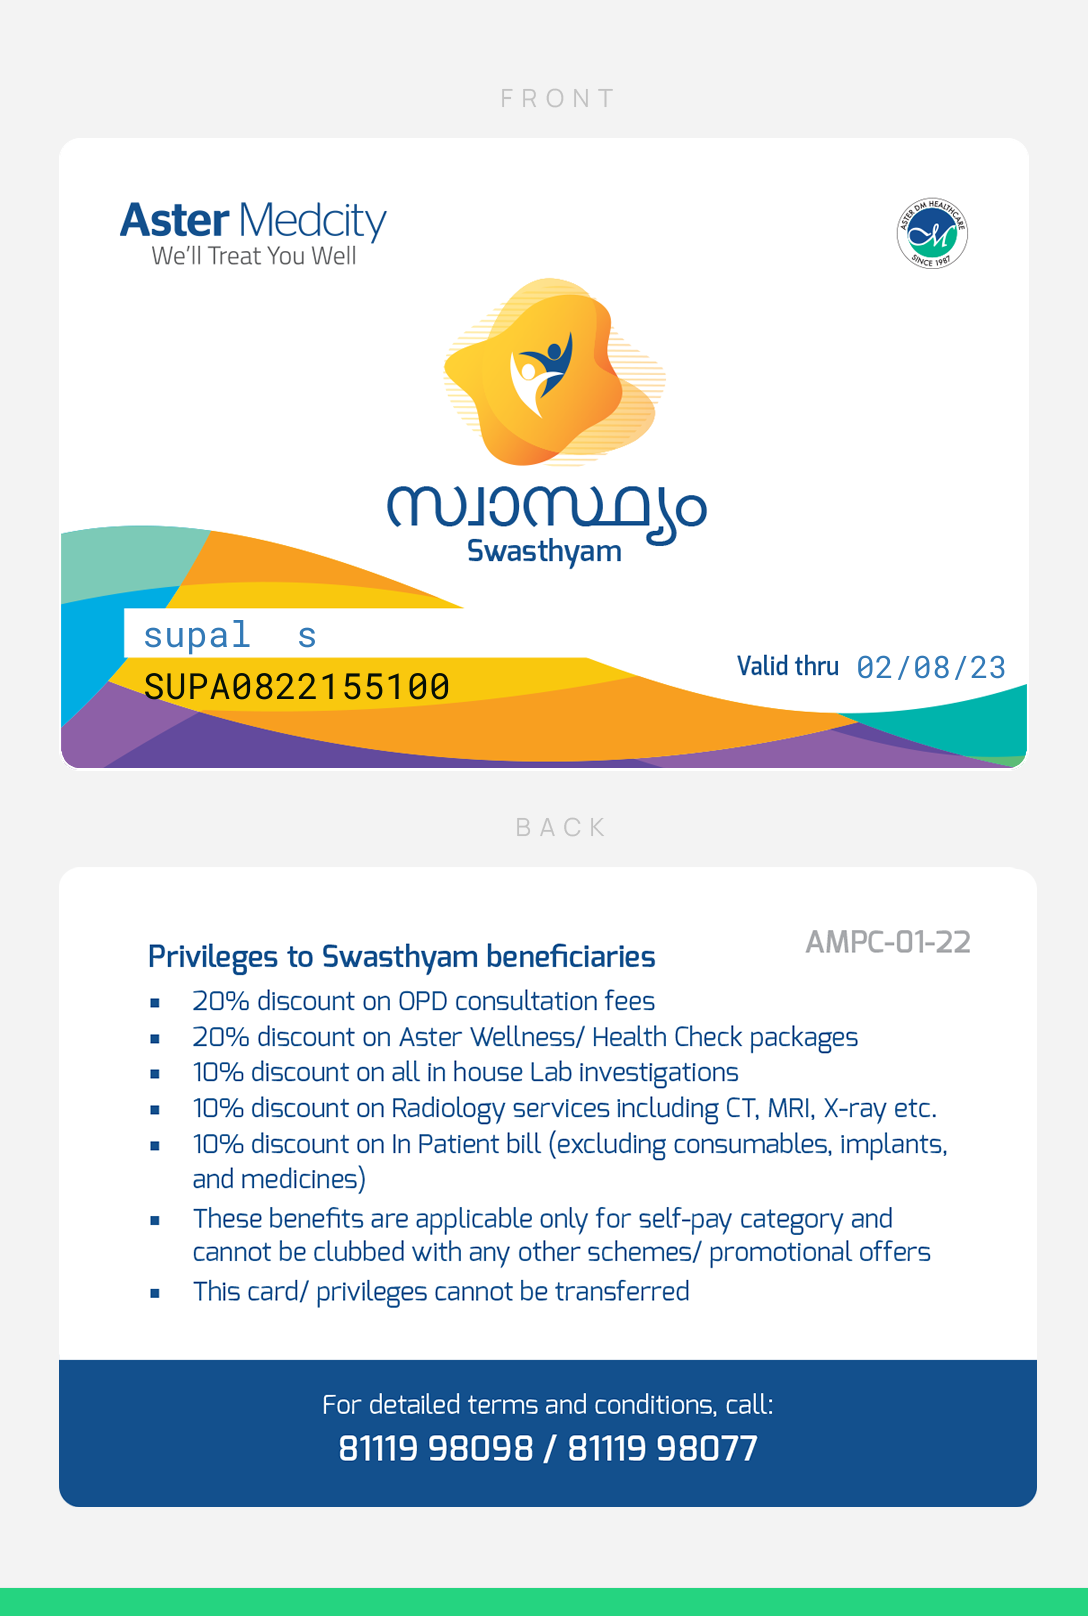 FRONT
Aster Medcity
We'll Treat You Well
ASTER DM HEALTHCARE
M
SINCE 1987
സ്വാസ്ഥ്യം
Swasthyam
supal  s
SUPA0822155100
Valid thru 02/08/23
BACK
AMPC-01-22
Privileges to Swasthyam beneficiaries
▪ 20% discount on OPD consultation fees
▪ 20% discount on Aster Wellness/ Health Check packages
▪ 10% discount on all in house Lab investigations
▪ 10% discount on Radiology services including CT, MRI, X-ray etc.
▪ 10% discount on In Patient bill (excluding consumables, implants,
and medicines)
▪ These benefits are applicable only for self-pay category and
cannot be clubbed with any other schemes/ promotional offers
▪ This card/ privileges cannot be transferred
For detailed terms and conditions, call:
81119 98098 / 81119 98077